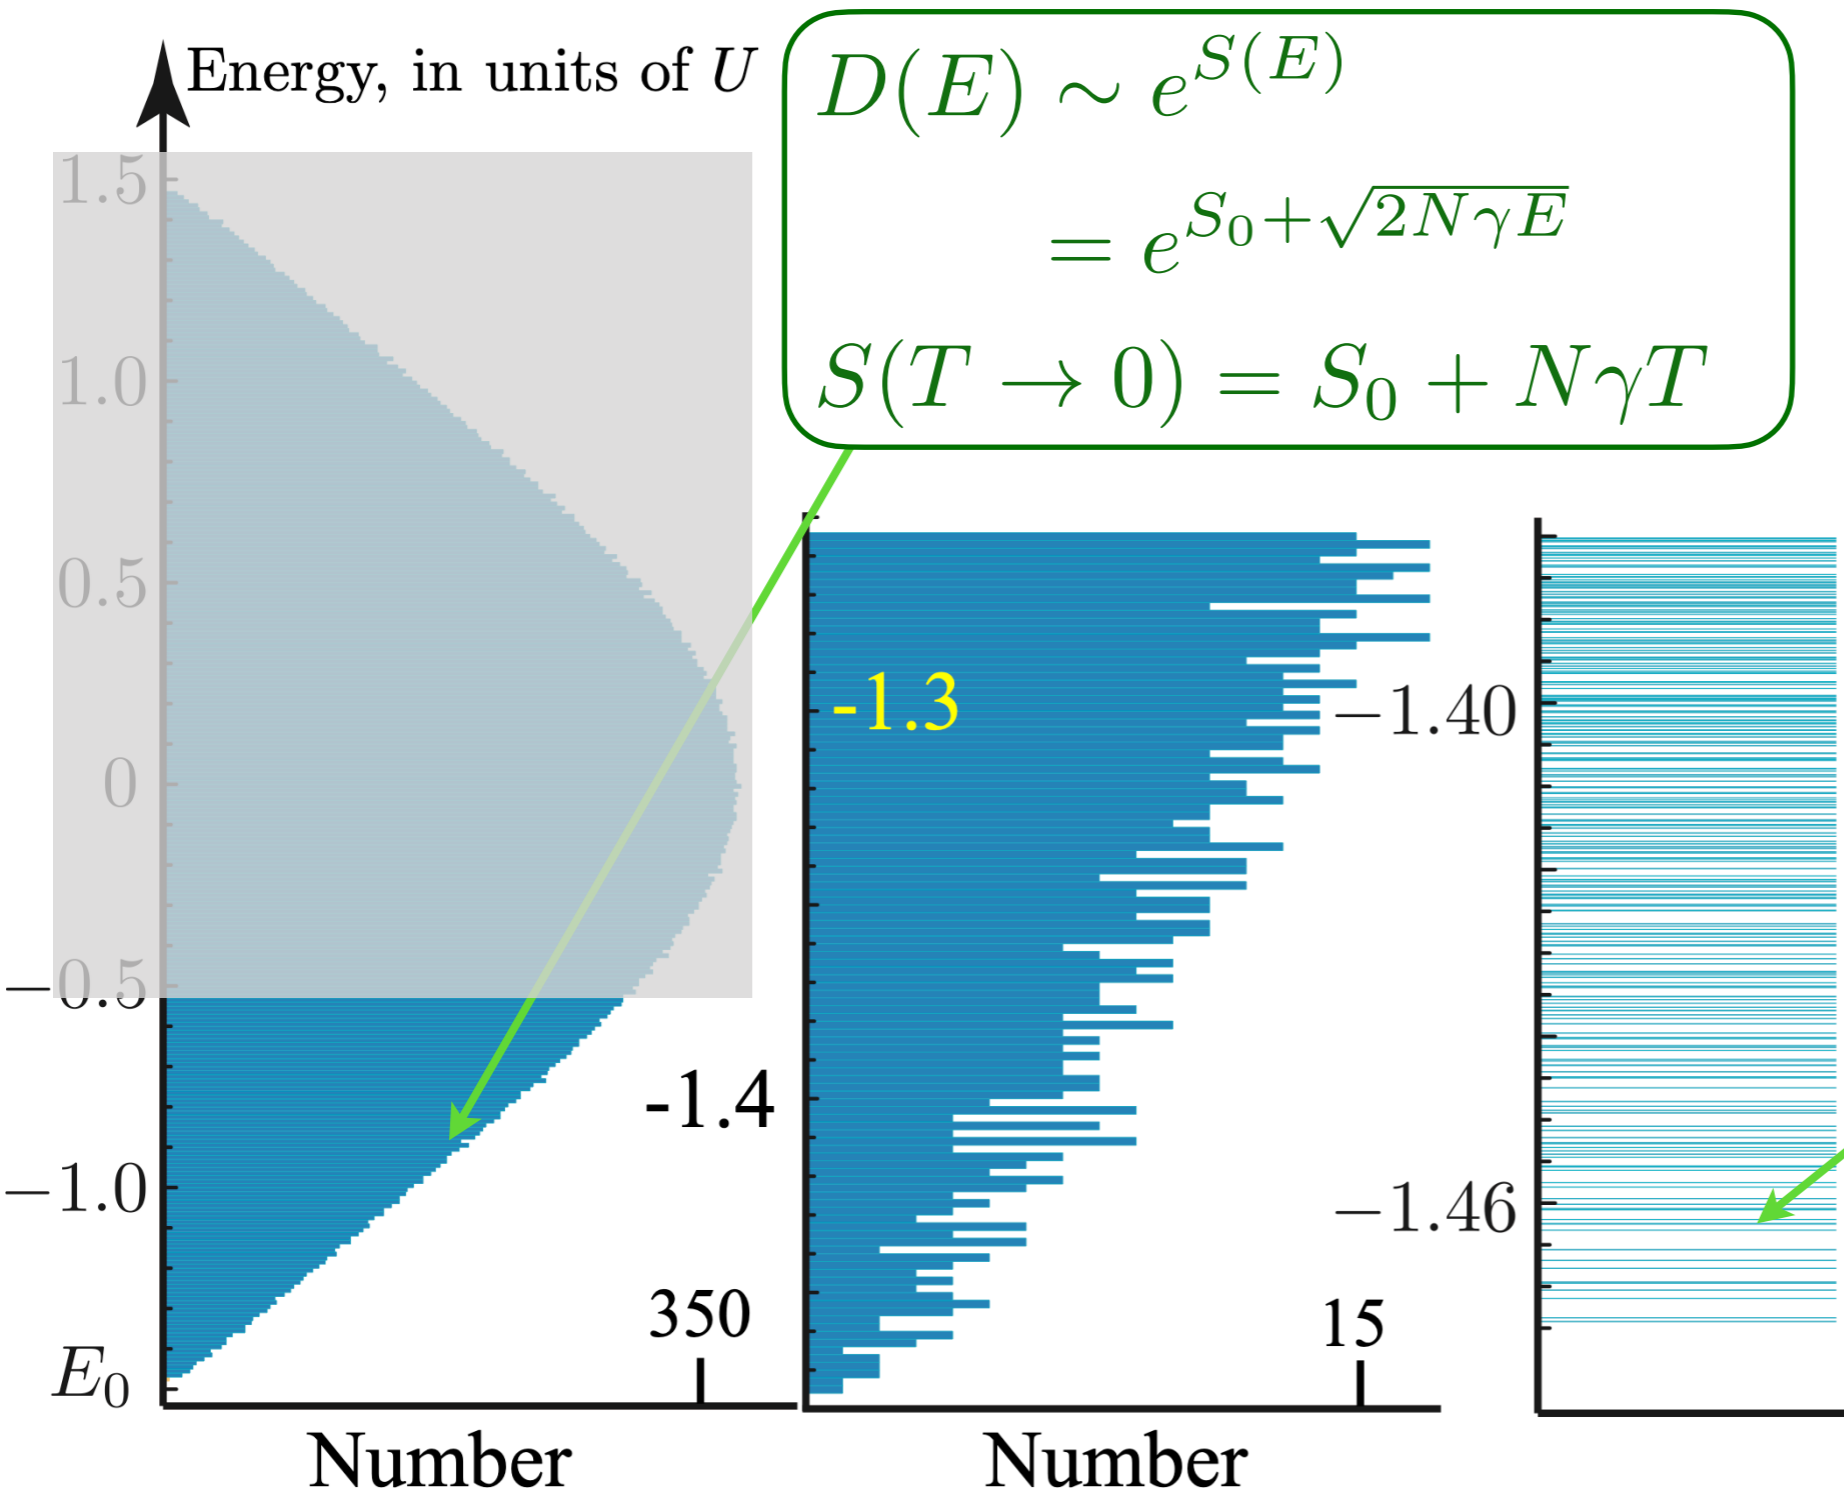 Energy, in units of U
D(E) ∼ e^{S(E)}
= e^{S_0+√(2NγE)}
S(T → 0) = S_0 + NγT
1.5
1.0
0.5
0
−0.5
−1.0
E_0
350
Number
-1.3
-1.4
15
Number
−1.40
−1.46